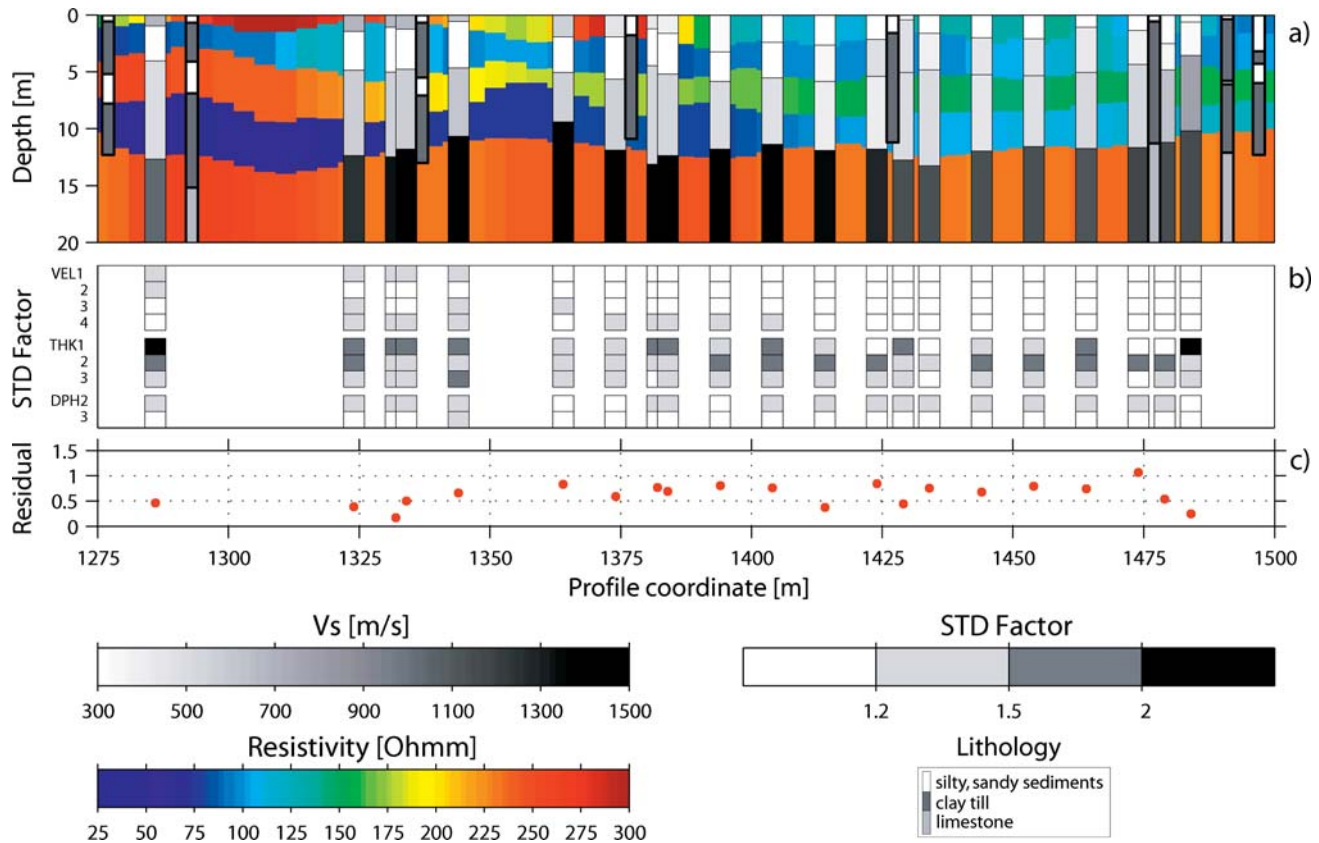 a)
Depth [m]
0
5
10
15
20
b)
STD Factor
VEL1
2
3
4
THK1
2
3
DPH2
3
c)
Residual
1.5
1
0.5
0
1275 1300 1325 1350 1375 1400 1425 1450 1475 1500
Profile coordinate [m]
Vs [m/s]
300 500 700 900 1100 1300 1500
Resistivity [Ohmm]
25 50 75 100 125 150 175 200 225 250 275 300
STD Factor
1.2 1.5 2
Lithology
silty, sandy sediments
clay till
limestone